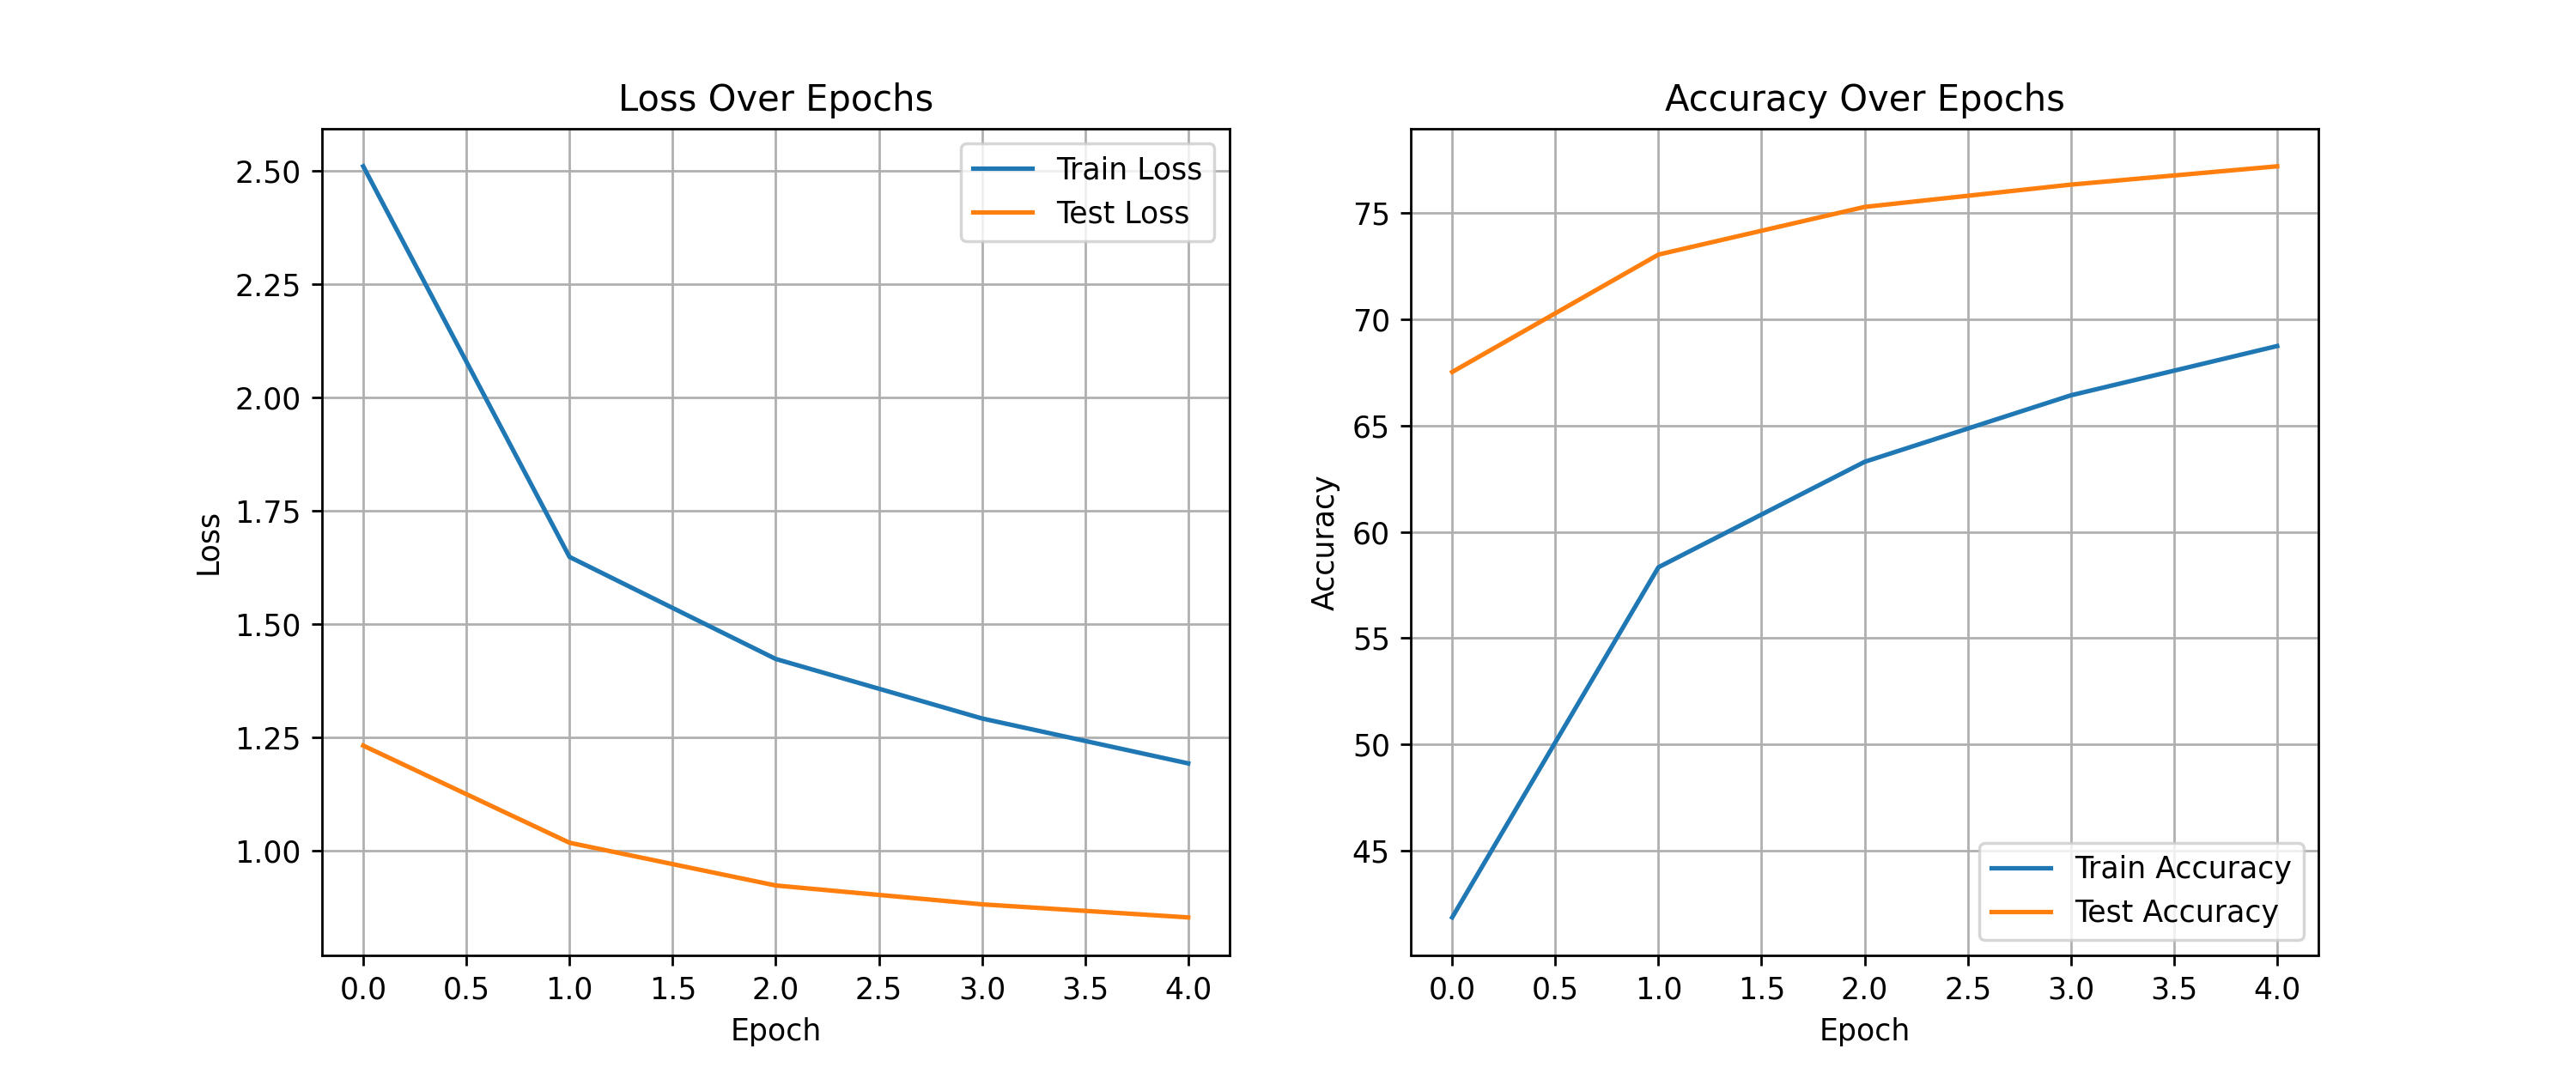 Loss Over Epochs
Train Loss
Test Loss
2.50
2.25
2.00
1.75
1.50
1.25
1.00
Loss
0.0 0.5 1.0 1.5 2.0 2.5 3.0 3.5 4.0
Epoch
Accuracy Over Epochs
75
70
65
60
55
50
45
Accuracy
Train Accuracy
Test Accuracy
0.0 0.5 1.0 1.5 2.0 2.5 3.0 3.5 4.0
Epoch